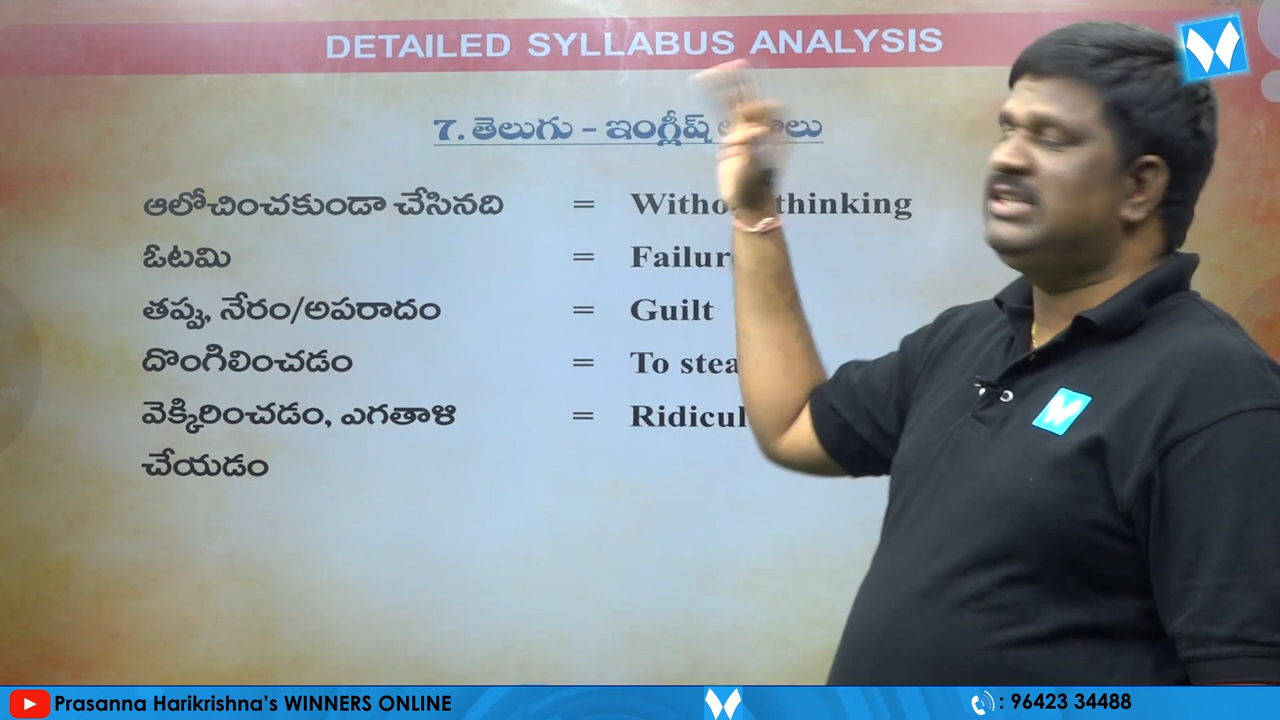 DETAILED SYLLABUS ANALYSIS
7. తెలుగు - ఇంగ్లీష్
ఆలోచించకుండా చేసినది = thinking
ఓటమి =
తప్పు, నేరం/అపరాదం = Guilt
దొంగిలించడం = To
వెక్కిరించడం, ఎగతాళి =
చేయడం
Prasanna Harikrishna's WINNERS ONLINE
: 96423 34488